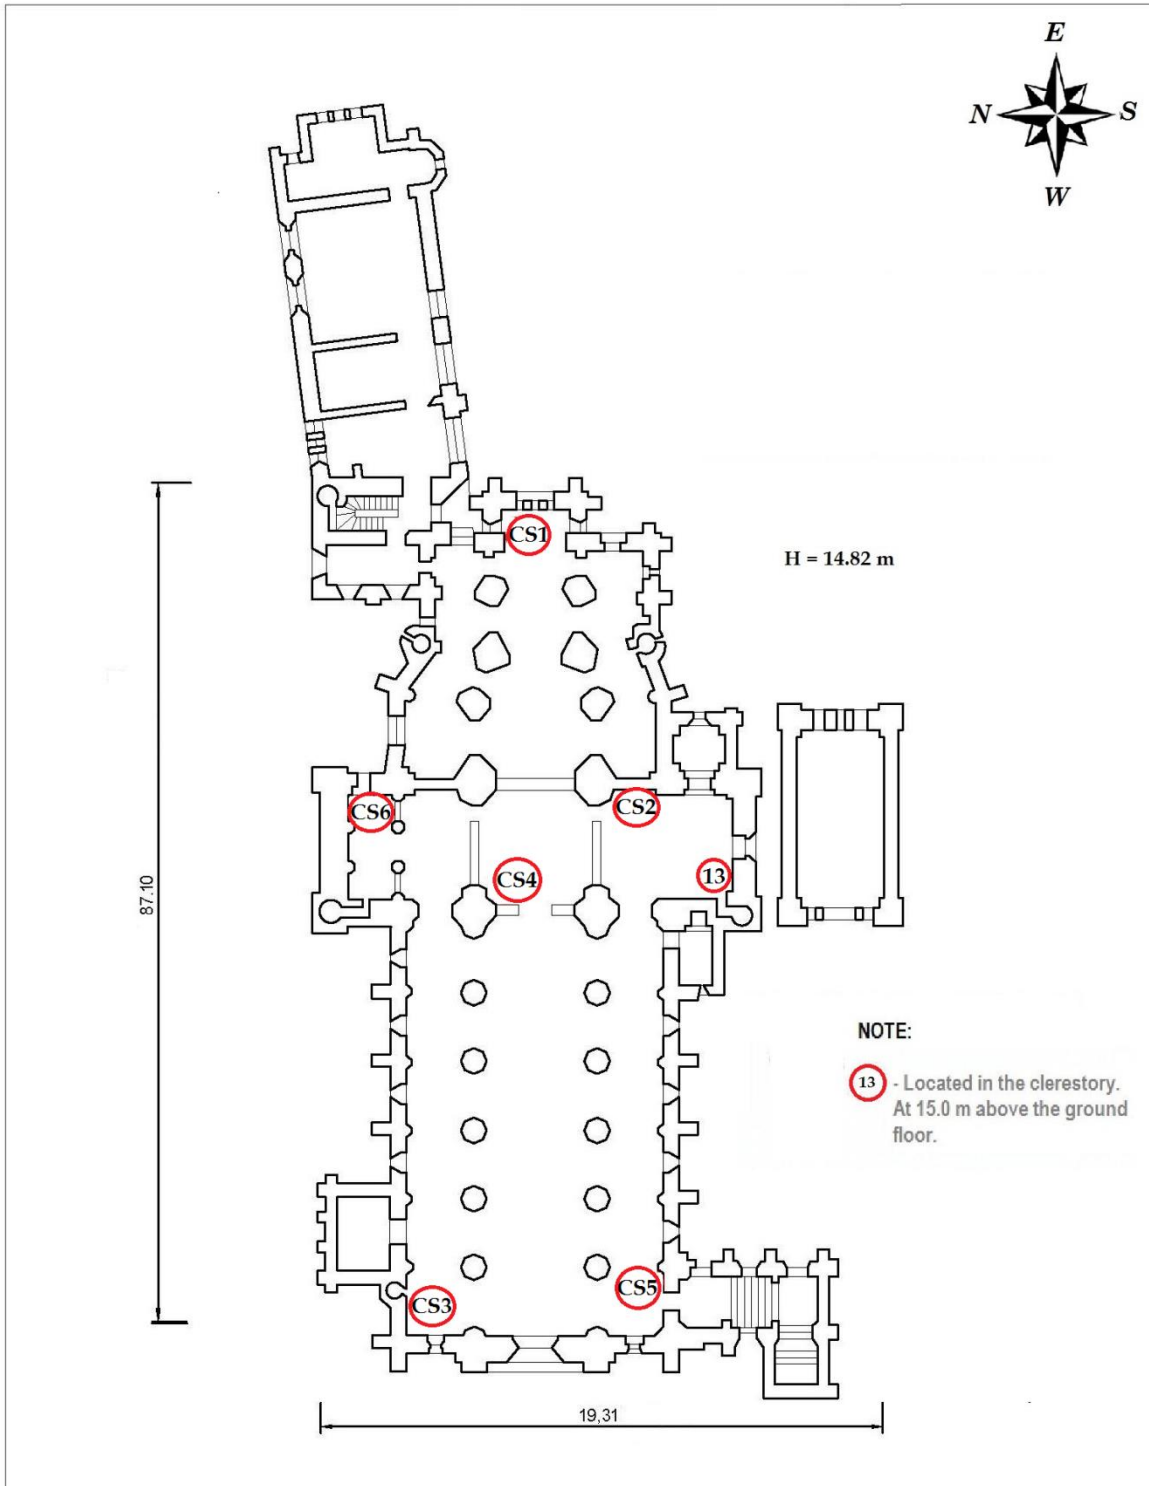 E
N S
W
CS1
H = 14.82 m
CS6
CS2
CS4
13
87.10
NOTE:
13 - Located in the clerestory.
At 15.0 m above the ground
floor.
CS5
CS3
19,31